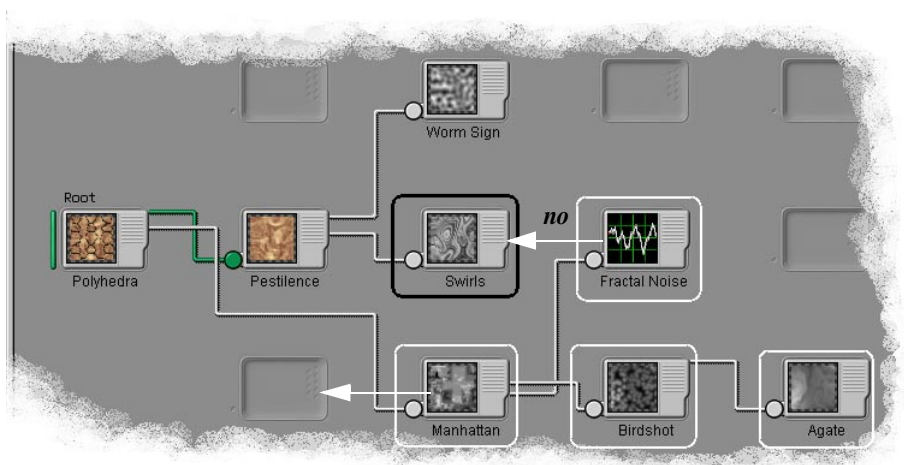 Worm Sign
Root
no
Polyhedra
Pestilence
Swirls
Fractal Noise
Manhattan
Birdshot
Agate